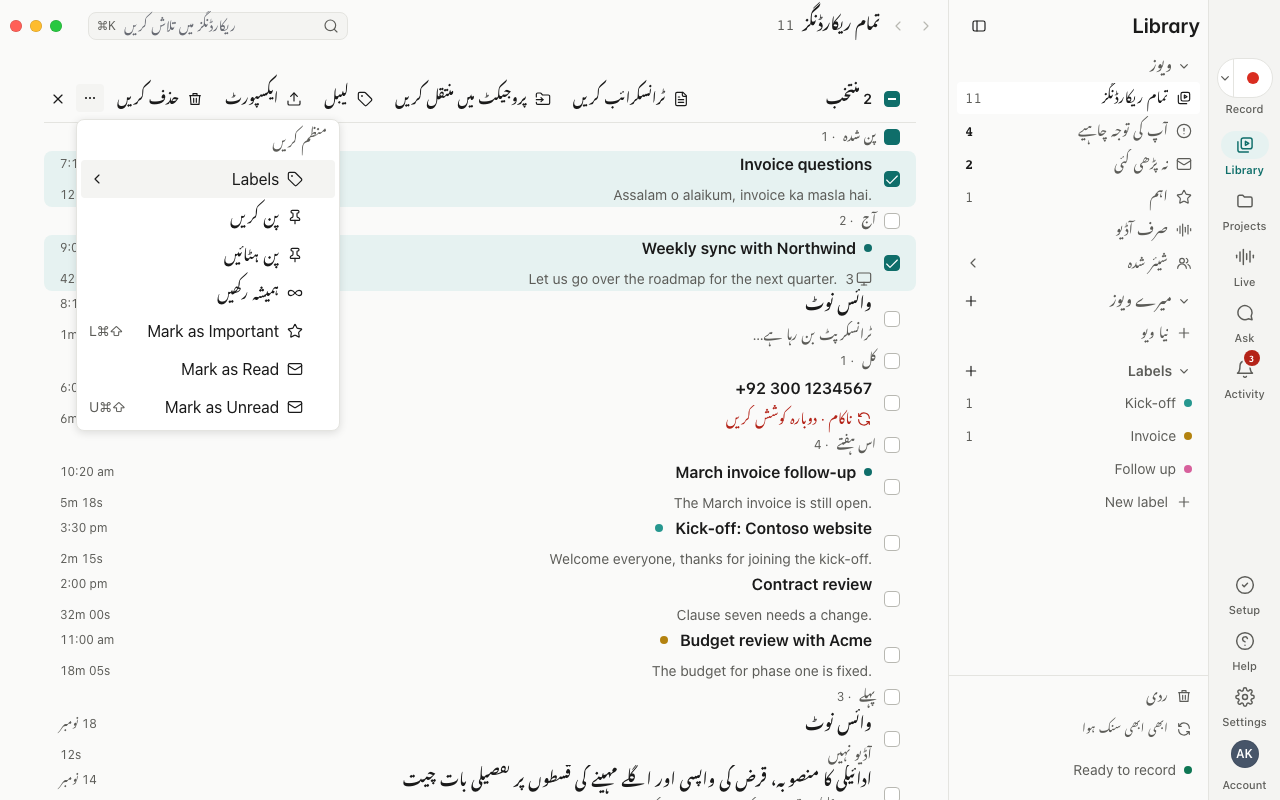 Library
ویوز
تمام ریکارڈنگز 11
آپ کی توجہ چاہیے 4
نہ پڑھی گئی 2
اہم 1
صرف آڈیو
شیئر شدہ
میرے ویوز
نیا ویو
Labels
Kick-off 1
Invoice 1
Follow up
New label
ردی
ابھی ابھی سنک ہوا
Ready to record
Record
Library
Projects
Live
Ask
3
Activity
Setup
Help
Settings
AK
Account
تمام ریکارڈنگز 11
ریکارڈنگز میں تلاش کریں ⌘K
2 منتخب
ٹرانسکرائب کریں
پروجیکٹ میں منتقل کریں
لیبل
ایکسپورٹ
حذف کریں
منظم کریں
Labels
پن کریں
پن ہٹائیں
ہمیشہ رکھیں
Mark as Important L⌘⇧
Mark as Read
Mark as Unread U⌘⇧
پن شدہ · 1
Invoice questions
Assalam o alaikum, invoice ka masla hai.
آج · 2
Weekly sync with Northwind
3 Let us go over the roadmap for the next quarter.
وائس نوٹ
ٹرانسکرپٹ بن رہا ہے...
کل · 1
+92 300 1234567
ناکام · دوبارہ کوشش کریں
اس ہفتے · 4
March invoice follow-up 10:20 am
The March invoice is still open. 5m 18s
Kick-off: Contoso website 3:30 pm
Welcome everyone, thanks for joining the kick-off. 2m 15s
Contract review 2:00 pm
Clause seven needs a change. 32m 00s
Budget review with Acme 11:00 am
The budget for phase one is fixed. 18m 05s
پہلے · 3
وائس نوٹ 18 نومبر
آڈیو نہیں 12s
ادائیگی کا منصوبہ، قرض کی واپسی اور اگلے مہینے کی قسطوں پر تفصیلی بات چیت 14 نومبر